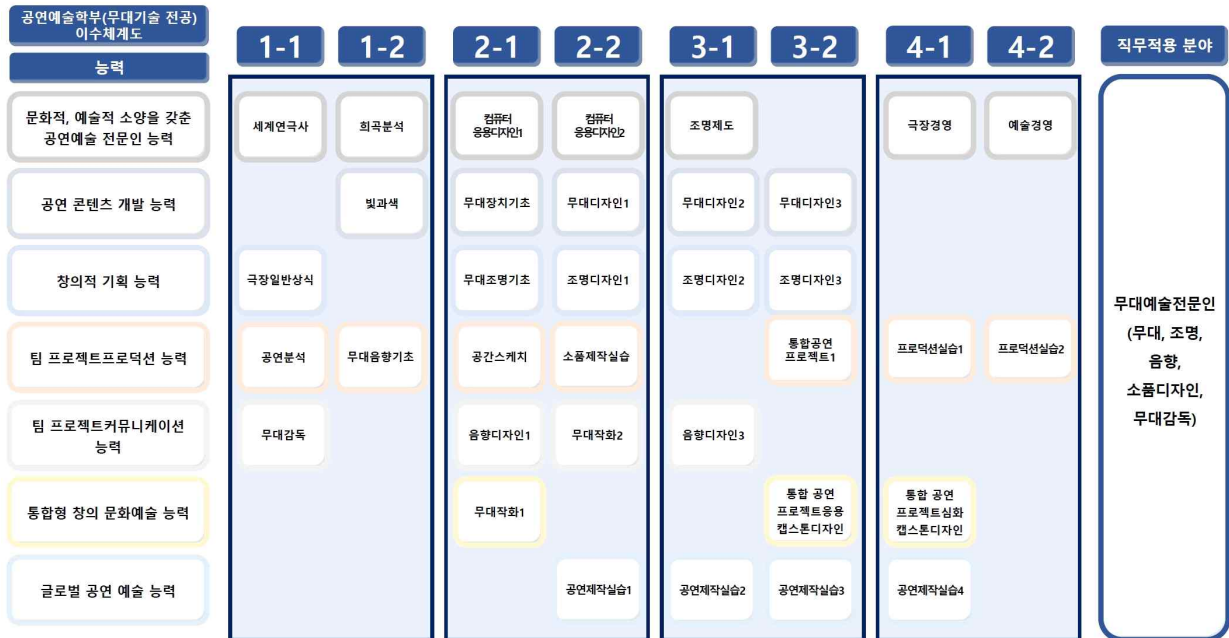 공연예술학부(무대기술 전공)
이수체계도
능력
1-1
1-2
2-1
2-2
3-1
3-2
4-1
4-2
직무적용 분야
문화적, 예술적 소양을 갖춘
공연예술 전문인 능력
세계연극사
희곡분석
컴퓨터
응용디자인1
컴퓨터
응용디자인2
조명제도
극장경영
예술경영
공연 콘텐츠 개발 능력
빛과색
무대장치기초
무대디자인1
무대디자인2
무대디자인3
창의적 기획 능력
극장일반상식
무대조명기초
조명디자인1
조명디자인2
조명디자인3
팀 프로젝트프로덕션 능력
공연분석
무대음향기초
공간스케치
소품제작실습
통합공연
프로젝트1
프로덕션실습1
프로덕션실습2
팀 프로젝트커뮤니케이션
능력
무대감독
음향디자인1
무대작화2
음향디자인3
통합형 창의 문화예술 능력
무대작화1
통합 공연
프로젝트응용
캡스톤디자인
통합 공연
프로젝트심화
캡스톤디자인
글로벌 공연 예술 능력
공연제작실습1
공연제작실습2
공연제작실습3
공연제작실습4
무대예술전문인
(무대, 조명,
음향,
소품디자인,
무대감독)